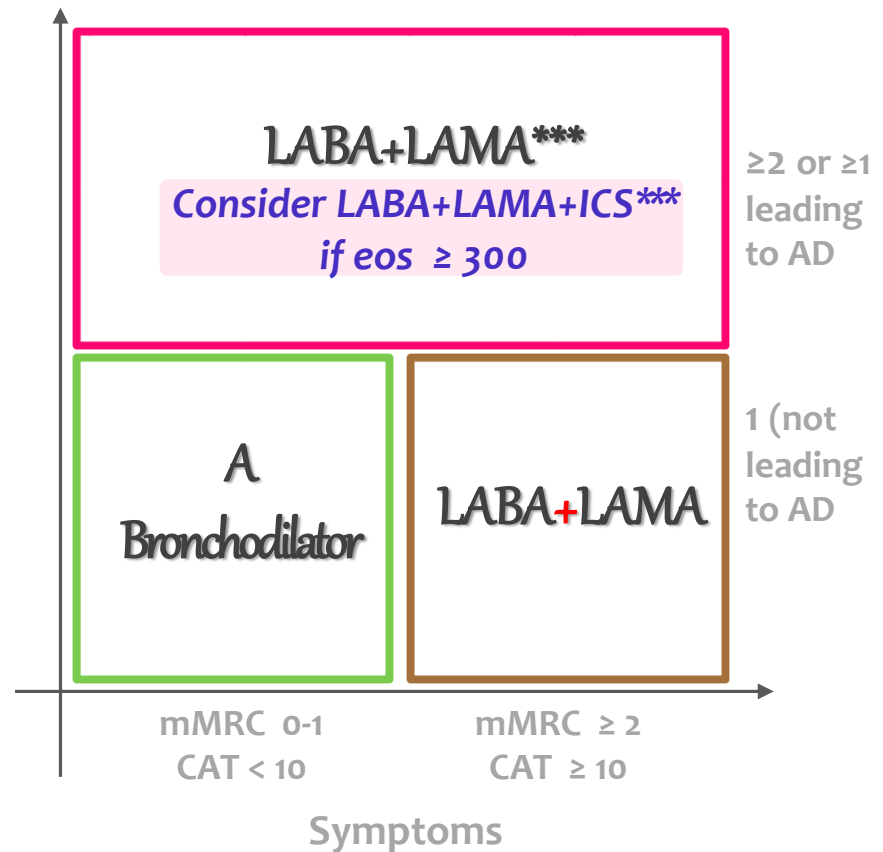 LABA+LAMA***
Consider LABA+LAMA+ICS***
if eos ≥ 300
≥2 or ≥1
leading
to AD
A
Bronchodilator
LABA+LAMA
1 (not
leading
to AD
mMRC 0-1
CAT < 10
mMRC ≥ 2
CAT ≥ 10
Symptoms